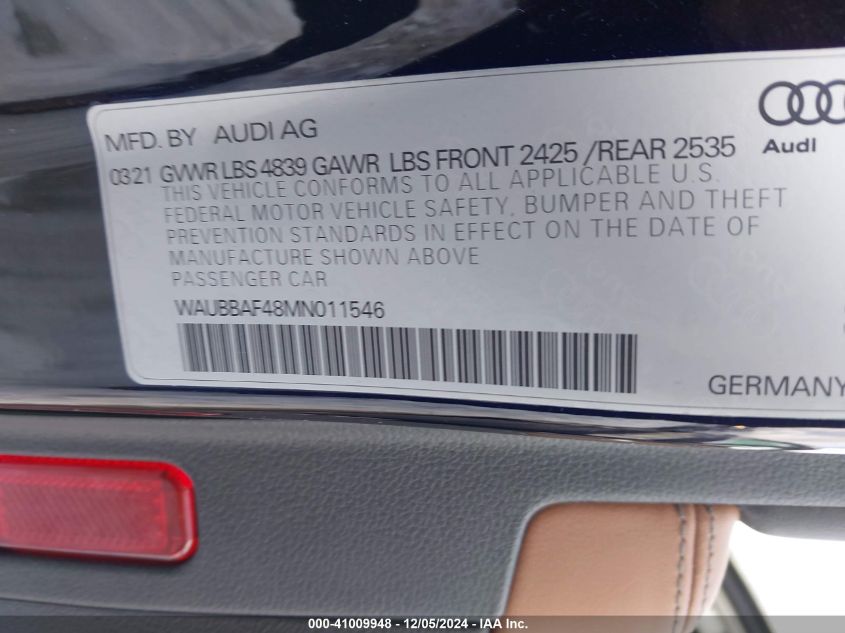 MFD. BY AUDI AG
Audi
0321 GVWR LBS 4839 GAWR LBS FRONT 2425 /REAR 2535
THIS VEHICLE CONFORMS TO ALL APPLICABLE U.S.
FEDERAL MOTOR VEHICLE SAFETY, BUMPER AND THEFT
PREVENTION STANDARDS IN EFFECT ON THE DATE OF
MANUFACTURE SHOWN ABOVE
PASSENGER CAR
WAUBBAF48MN011546
GERMANY
000-41009948 - 12/05/2024 - IAA Inc.